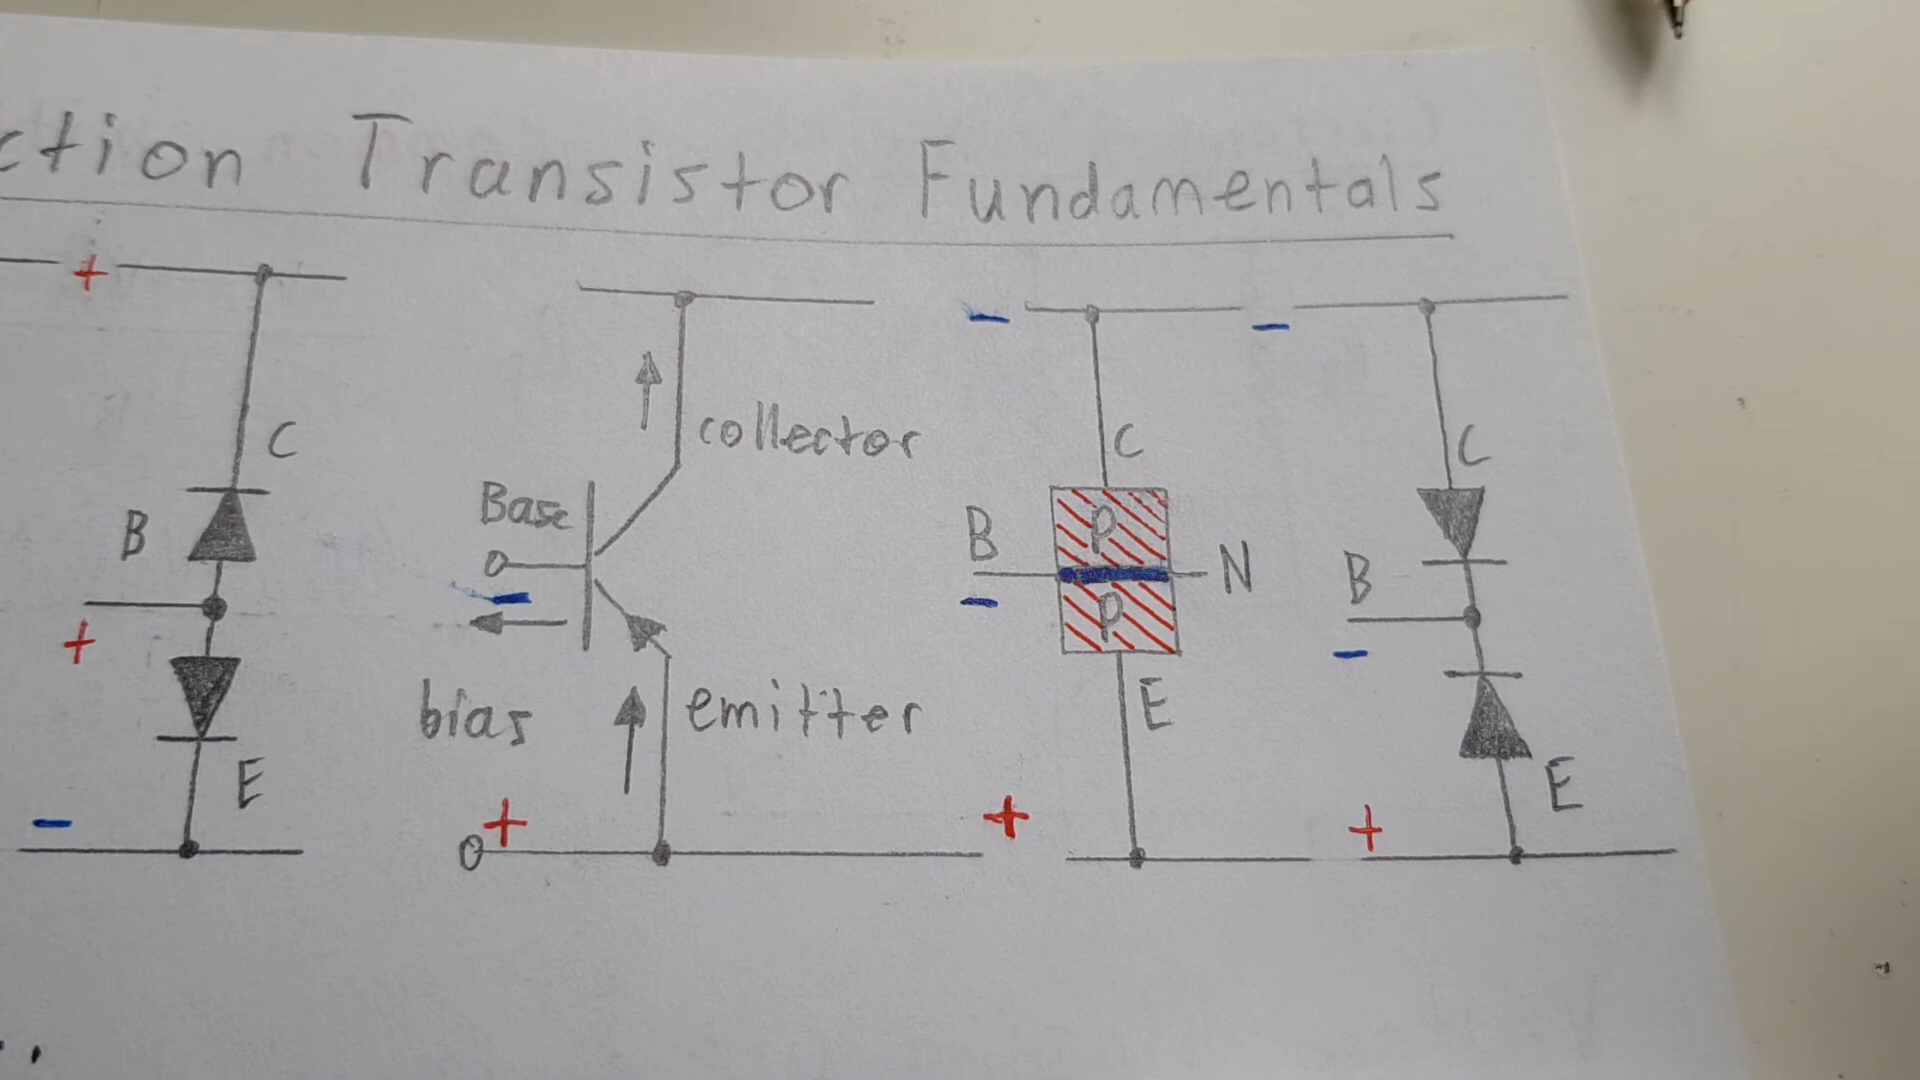 ction Transistor Fundamentals
+ - -
C collector C C
Base
B B P N B
- 
+ - P - 
bias emitter E
E E
- + + +